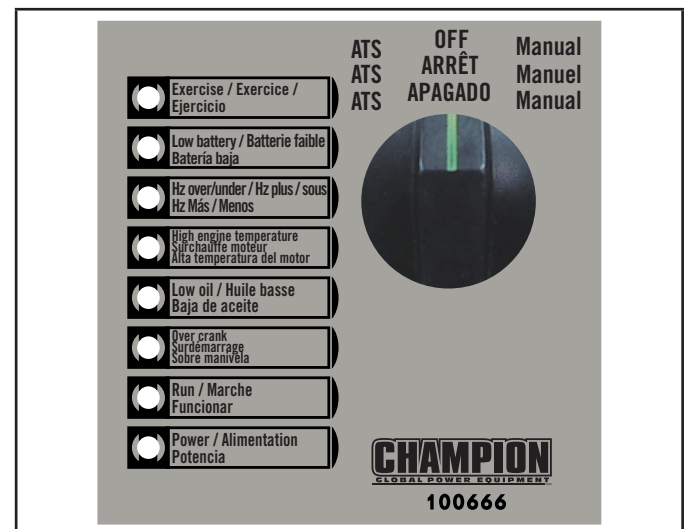 ATS OFF Manual
ATS ARRÊT Manuel
ATS APAGADO Manual
Exercise / Exercice /
Ejercicio
Low battery / Batterie faible
Batería baja
Hz over/under / Hz plus / sous
Hz Más / Menos
High engine temperature
Surchauffe moteur
Alta temperatura del motor
Low oil / Huile basse
Baja de aceite
Over crank
Surdémarrage
Sobre manivela
Run / Marche
Funcionar
Power / Alimentation
Potencia
CHAMPION
GLOBAL POWER EQUIPMENT
100666